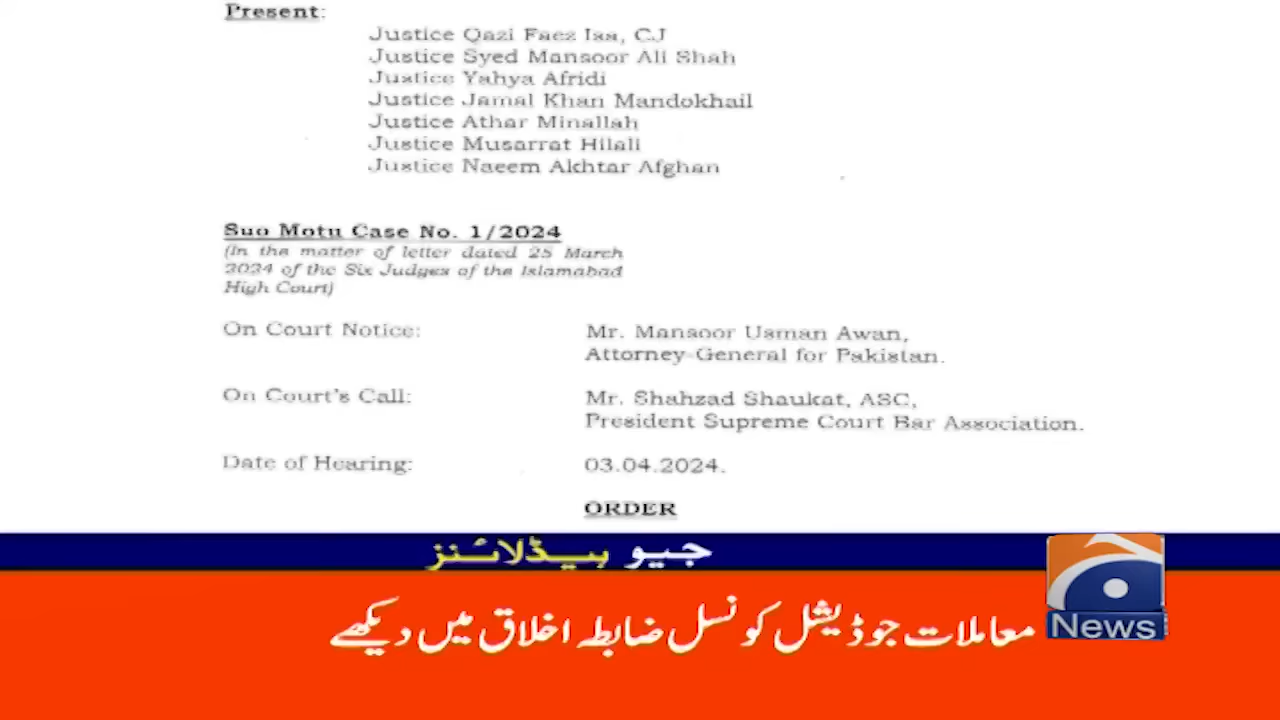 Present:
Justice Qazi Faez Isa, CJ
Justice Syed Mansoor Ali Shah
Justice Yahya Afridi
Justice Jamal Khan Mandokhail
Justice Athar Minallah
Justice Musarrat Hilali
Justice Naeem Akhtar Afghan
Suo Motu Case No. 1/2024
(In the matter of letter dated 25 March
2024 of the Six Judges of the Islamabad
High Court)
On Court Notice: Mr. Mansoor Usman Awan,
Attorney-General for Pakistan.
On Court's Call: Mr. Shahzad Shaukat, ASC,
President Supreme Court Bar Association.
Date of Hearing: 03.04.2024.
ORDER
جیو ہیڈلائنز
معاملات جوڈیشل کونسل ضابطہ اخلاق میں دیکھے
News